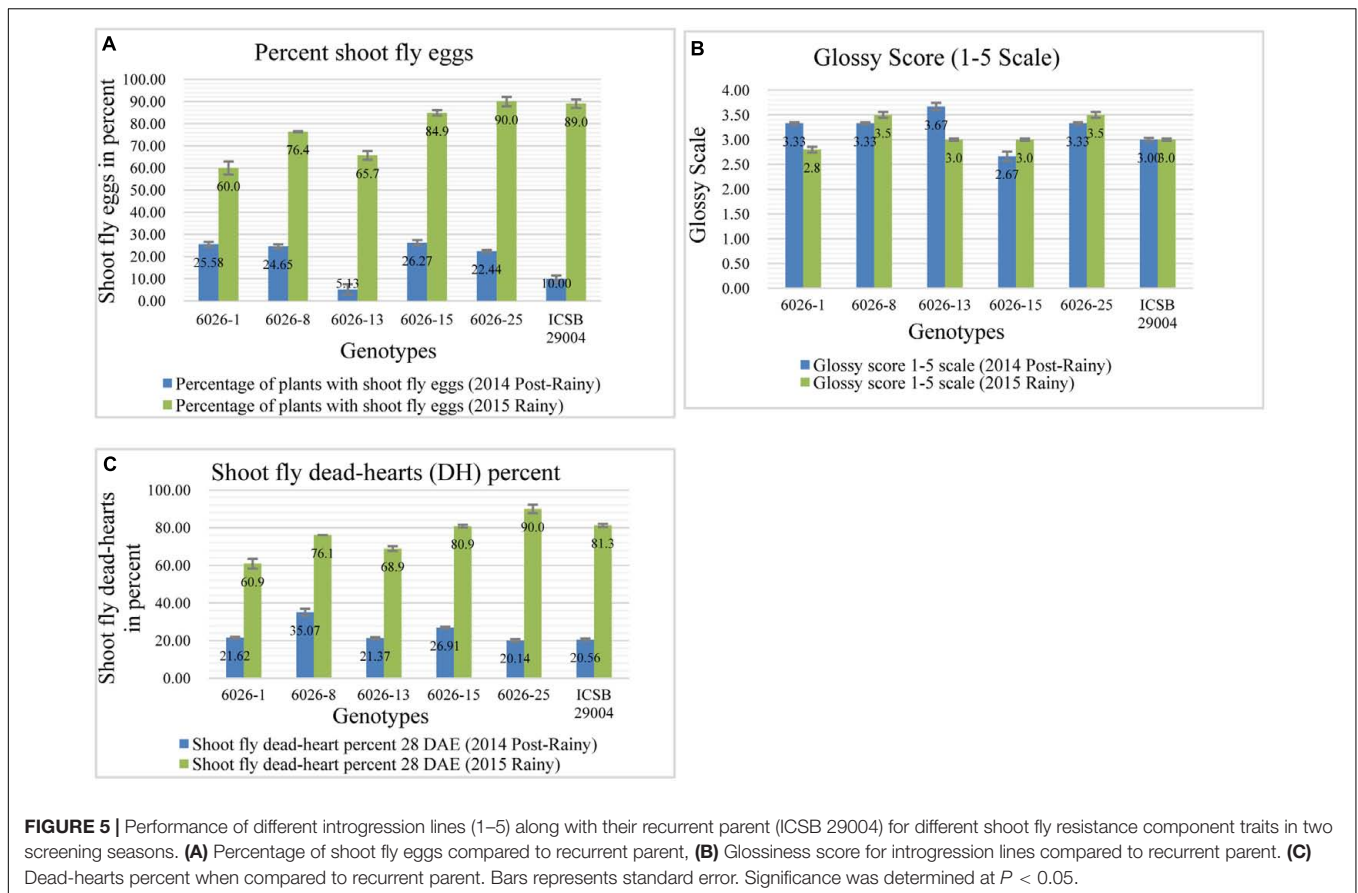 A
Percent shoot fly eggs
Shoot fly eggs in percent
100.00
90.00
80.00
70.00
60.00
50.00
40.00
30.00
20.00
10.00
0.00
25.58
60.0
24.65
76.4
5.13
65.7
26.27
84.9
22.44
90.0
10.00
89.0
6026-1 6026-8 6026-13 6026-15 6026-25 ICSB
29004
Genotypes
Percentage of plants with shoot fly eggs (2014 Post-Rainy)
Percentage of plants with shoot fly eggs (2015 Rainy)
B
Glossy Score (1-5 Scale)
Glossy Scale
4.00
3.50
3.00
2.50
2.00
1.50
1.00
0.50
0.00
3.33
2.8
3.33
3.5
3.67
3.0
2.67
3.0
3.33
3.5
3.00
3.0
6026-1 6026-8 6026-13 6026-15 6026-25 ICSB
29004
Genotypes
Glossy score 1-5 scale (2014 Post-Rainy)
Glossy score 1-5 scale (2015 Rainy)
C
Shoot fly dead-hearts (DH) percent
Shoot fly dead-hearts
in percent
100.00
80.00
60.00
40.00
20.00
0.00
21.62
60.9
35.07
76.1
21.37
68.9
26.91
80.9
20.14
90.0
20.56
81.3
6026-1 6026-8 6026-13 6026-15 6026-25 ICSB
29004
Genotypes
Shoot fly dead-heart percent 28 DAE (2014 Post-Rainy)
Shoot fly dead-heart percent 28 DAE (2015 Rainy)
FIGURE 5 | Performance of different introgression lines (1–5) along with their recurrent parent (ICSB 29004) for different shoot fly resistance component traits in two
screening seasons. (A) Percentage of shoot fly eggs compared to recurrent parent, (B) Glossiness score for introgression lines compared to recurrent parent. (C)
Dead-hearts percent when compared to recurrent parent. Bars represents standard error. Significance was determined at P < 0.05.